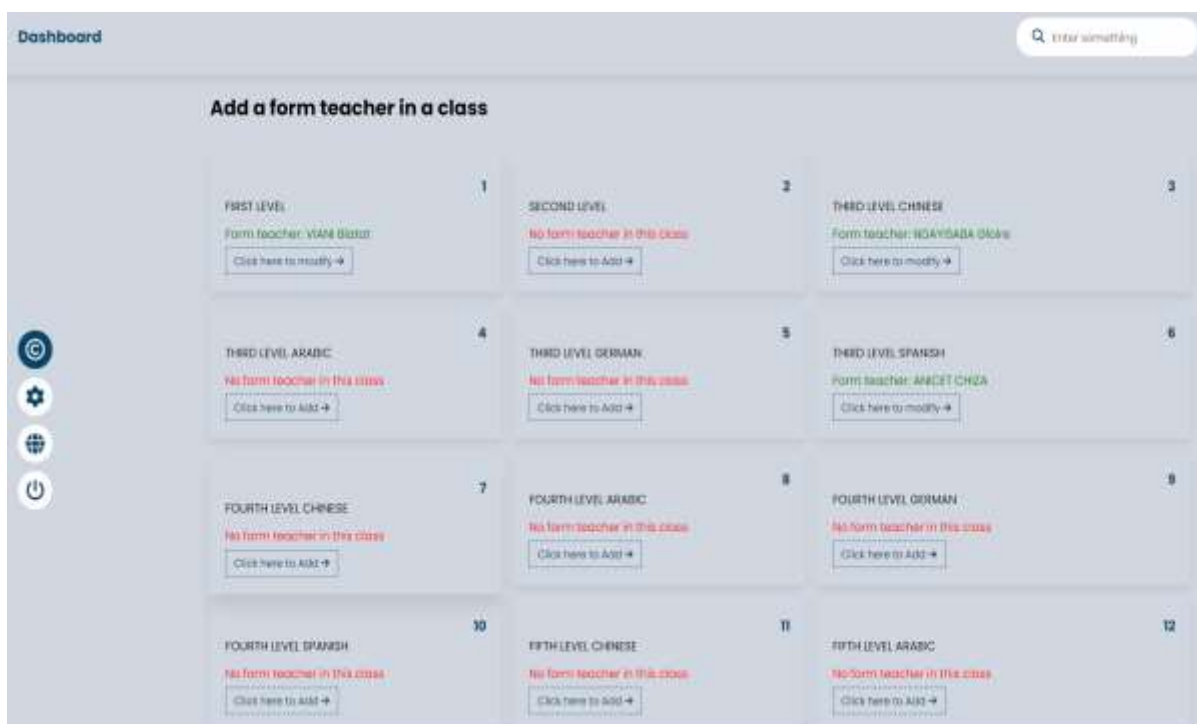 Dashboard
Enter something
Add a form teacher in a class
1
FIRST LEVEL
Form teacher: VIANI
Click here to modify →
2
SECOND LEVEL
No form teacher in this class
Click here to Add →
3
THIRD LEVEL CHINESE
Form teacher:
Click here to modify →
4
THIRD LEVEL ARABIC
No form teacher in this class
Click here to Add →
5
THIRD LEVEL GERMAN
No form teacher in this class
Click here to Add →
6
THIRD LEVEL SPANISH
Form teacher: ANICET CHIZA
Click here to modify →
7
FOURTH LEVEL CHINESE
No form teacher in this class
Click here to Add →
8
FOURTH LEVEL ARABIC
No form teacher in this class
Click here to Add →
9
FOURTH LEVEL GERMAN
No form teacher in this class
Click here to Add →
10
FOURTH LEVEL SPANISH
No form teacher in this class
Click here to Add →
11
FIFTH LEVEL CHINESE
No form teacher in this class
Click here to Add →
12
FIFTH LEVEL ARABIC
No form teacher in this class
Click here to Add →